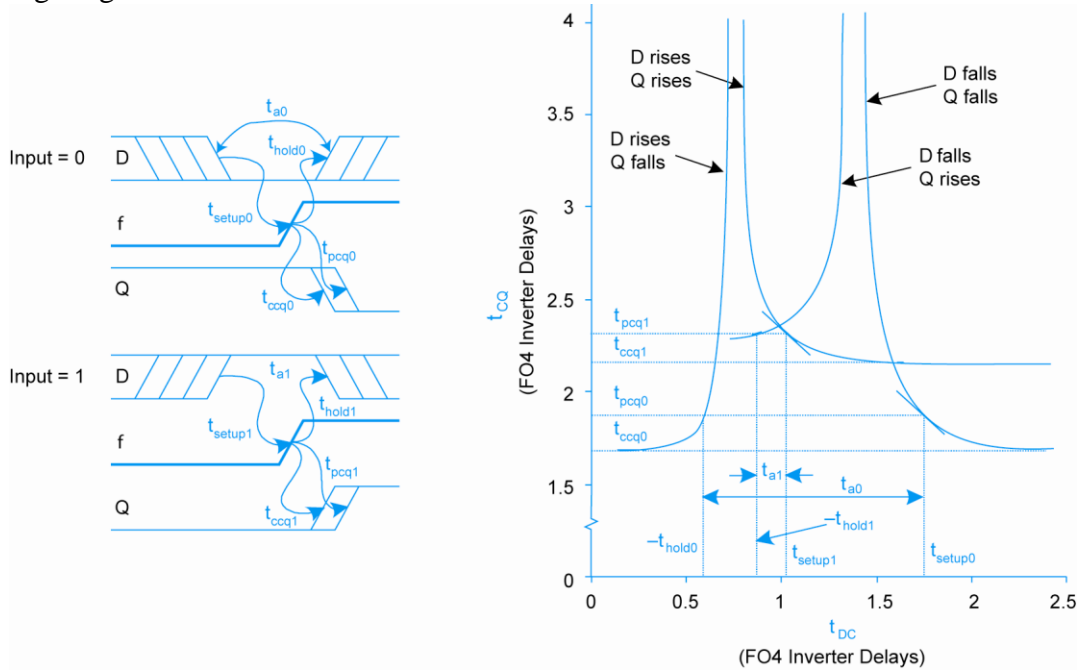 Input = 0
D
t_a0
t_hold0
t_setup0
f
t_pcq0
t_ccq0
Q
Input = 1
D
t_a1
t_hold1
t_setup1
f
t_pcq1
t_ccq1
Q
4
3.5
3
2.5
2
1.5
0
t_CQ
(FO4 Inverter Delays)
D rises
Q rises
D falls
Q falls
D rises
Q falls
D falls
Q rises
t_pcq1
t_ccq1
t_pcq0
t_ccq0
t_a1
t_a0
–t_hold1
–t_hold0
t_setup1
t_setup0
0
0.5
1
1.5
2
2.5
t_DC
(FO4 Inverter Delays)